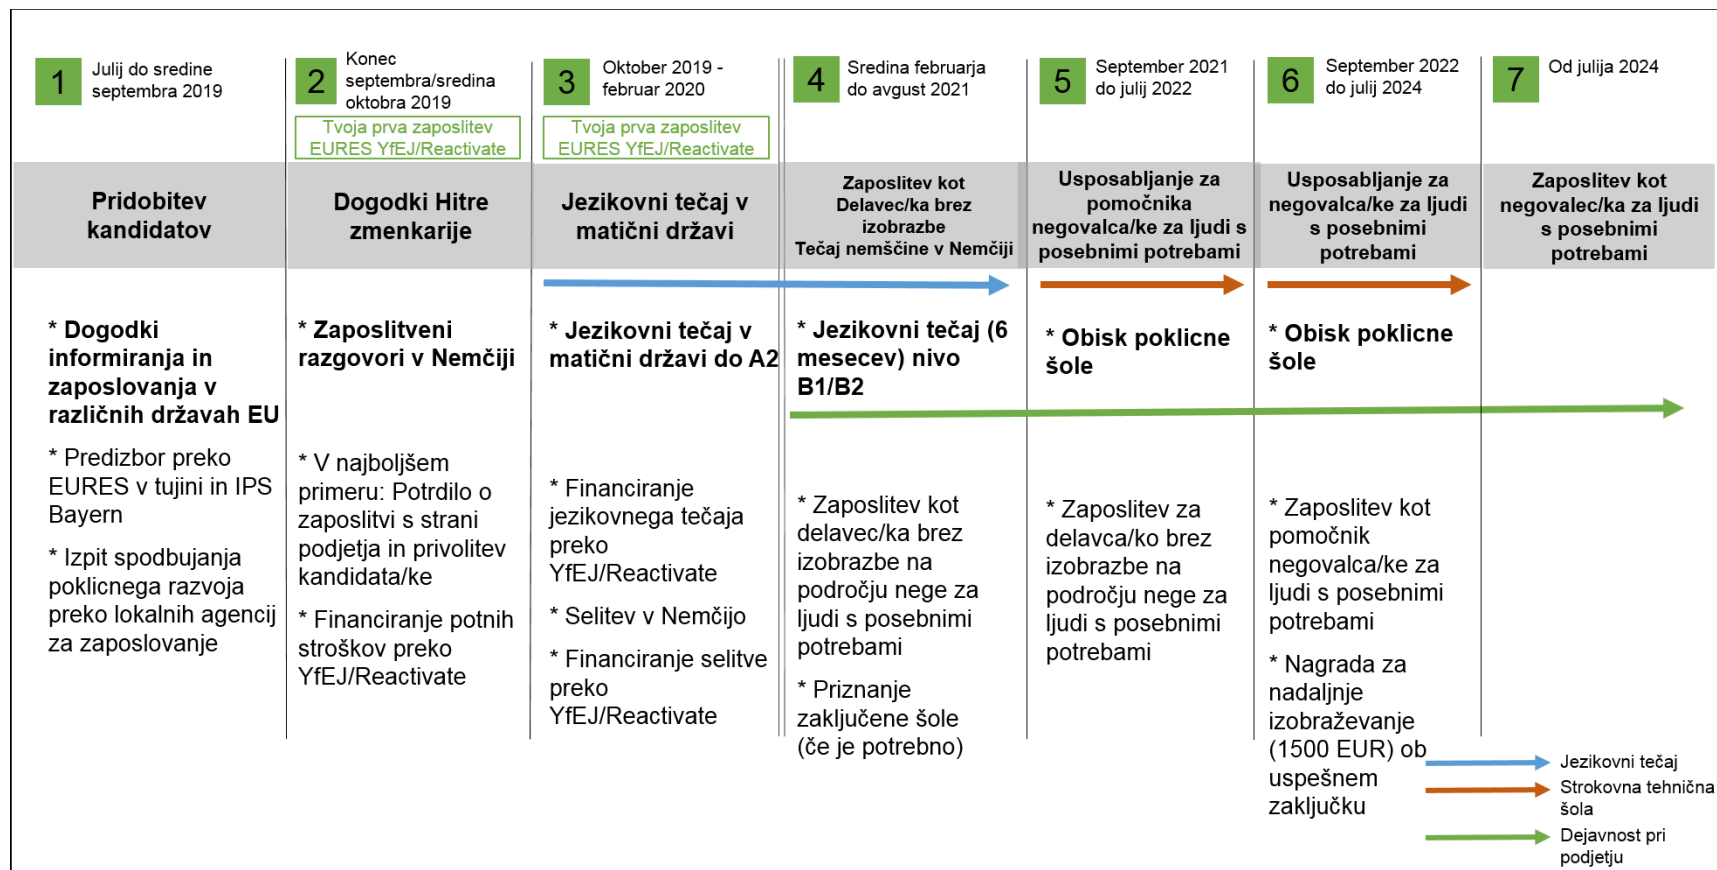 1
Julij do sredine
septembra 2019
2
Konec
septembra/sredina
oktobra 2019
Tvoja prva zaposlitev
EURES YfEJ/Reactivate
3
Oktober 2019 -
februar 2020
Tvoja prva zaposlitev
EURES YfEJ/Reactivate
4
Sredina februarja
do avgust 2021
5
September 2021
do julij 2022
6
September 2022
do julij 2024
7
Od julija 2024
Pridobitev
kandidatov
Dogodki Hitre
zmenkarije
Jezikovni tečaj v
matični državi
Zaposlitev kot
Delavec/ka brez
izobrazbe
Tečaj nemščine v Nemčiji
Usposabljanje za
pomočnika
negovalca/ke za ljudi s
posebnimi potrebami
Usposabljanje za
negovalca/ke za ljudi
s posebnimi
potrebami
Zaposlitev kot
negovalec/ka za ljudi
s posebnimi
potrebami
* Dogodki
informiranja in
zaposlovanja v
različnih državah EU
* Predizbor preko
EURES v tujini in IPS
Bayern
* Izpit spodbujanja
poklicnega razvoja
preko lokalnih agencij
za zaposlovanje
* Zaposlitveni
razgovori v Nemčiji
* V najboljšem
primeru: Potrdilo o
zaposlitvi s strani
podjetja in privolitev
kandidata/ke
* Financiranje potnih
stroškov preko
YfEJ/Reactivate
* Jezikovni tečaj v
matični državi do A2
* Financiranje
jezikovnega tečaja
preko
YfEJ/Reactivate
* Selitev v Nemčijo
* Financiranje selitve
preko
YfEJ/Reactivate
* Jezikovni tečaj (6
mesecev) nivo
B1/B2
* Zaposlitev kot
delavec/ka brez
izobrazbe na
področju nege za
ljudi s posebnimi
potrebami
* Priznanje
zaključene šole
(če je potrebno)
* Obisk poklicne
šole
* Zaposlitev za
delavca/ko brez
izobrazbe na
področju nege za
ljudi s posebnimi
potrebami
* Obisk poklicne
šole
* Zaposlitev kot
pomočnik
negovalca/ke za
ljudi s posebnimi
potrebami
* Nagrada za
nadaljnje
izobraževanje
(1500 EUR) ob
uspešnem
zaključku
Jezikovni tečaj
Strokovna tehnična
šola
Dejavnost pri
podjetju